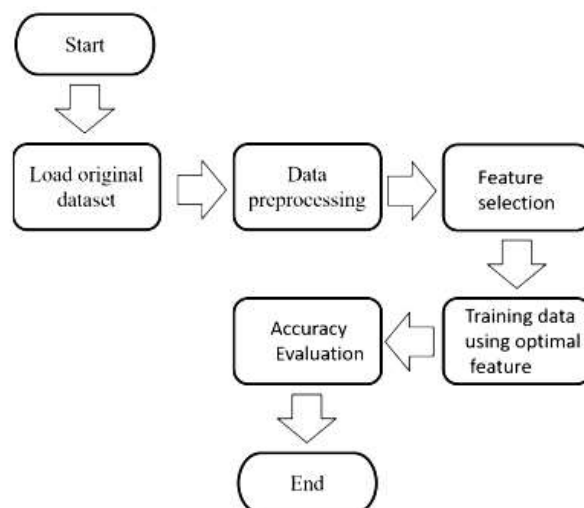 Start
Load original
dataset
Data
preprocessing
Feature
selection
Training data
using optimal
feature
Accuracy
Evaluation
End